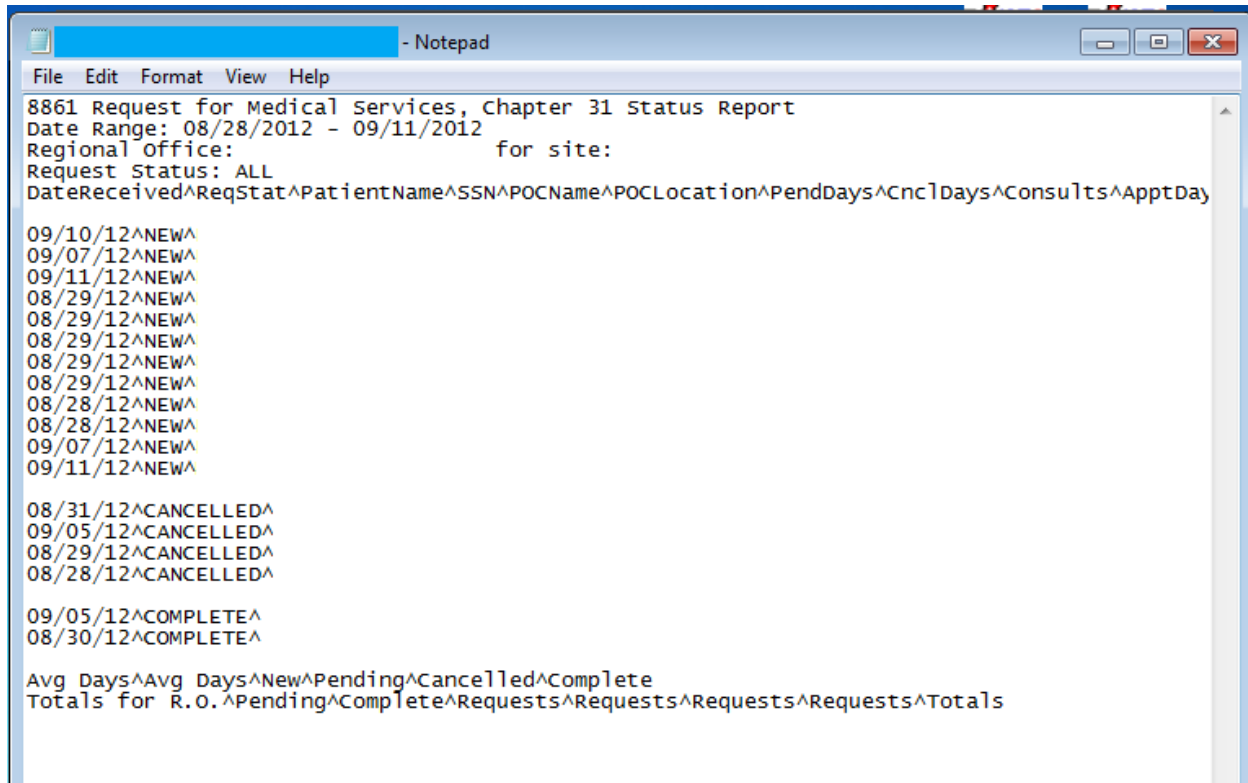 - Notepad
File Edit Format View Help
8861 Request for Medical Services, Chapter 31 Status Report
Date Range: 08/28/2012 - 09/11/2012
Regional Office: for site:
Request Status: ALL
DateReceived^ReqStat^PatientName^SSN^POCName^POCLocation^PendDays^CnclDays^Consults^ApptDay
09/10/12^NEW^
09/07/12^NEW^
09/11/12^NEW^
08/29/12^NEW^
08/29/12^NEW^
08/29/12^NEW^
08/29/12^NEW^
08/29/12^NEW^
08/28/12^NEW^
08/28/12^NEW^
09/07/12^NEW^
09/11/12^NEW^
08/31/12^CANCELLED^
09/05/12^CANCELLED^
08/29/12^CANCELLED^
08/28/12^CANCELLED^
09/05/12^COMPLETE^
08/30/12^COMPLETE^
Avg Days^Avg Days^New^Pending^Cancelled^Complete
Totals for R.O.^Pending^Complete^Requests^Requests^Requests^Requests^Totals